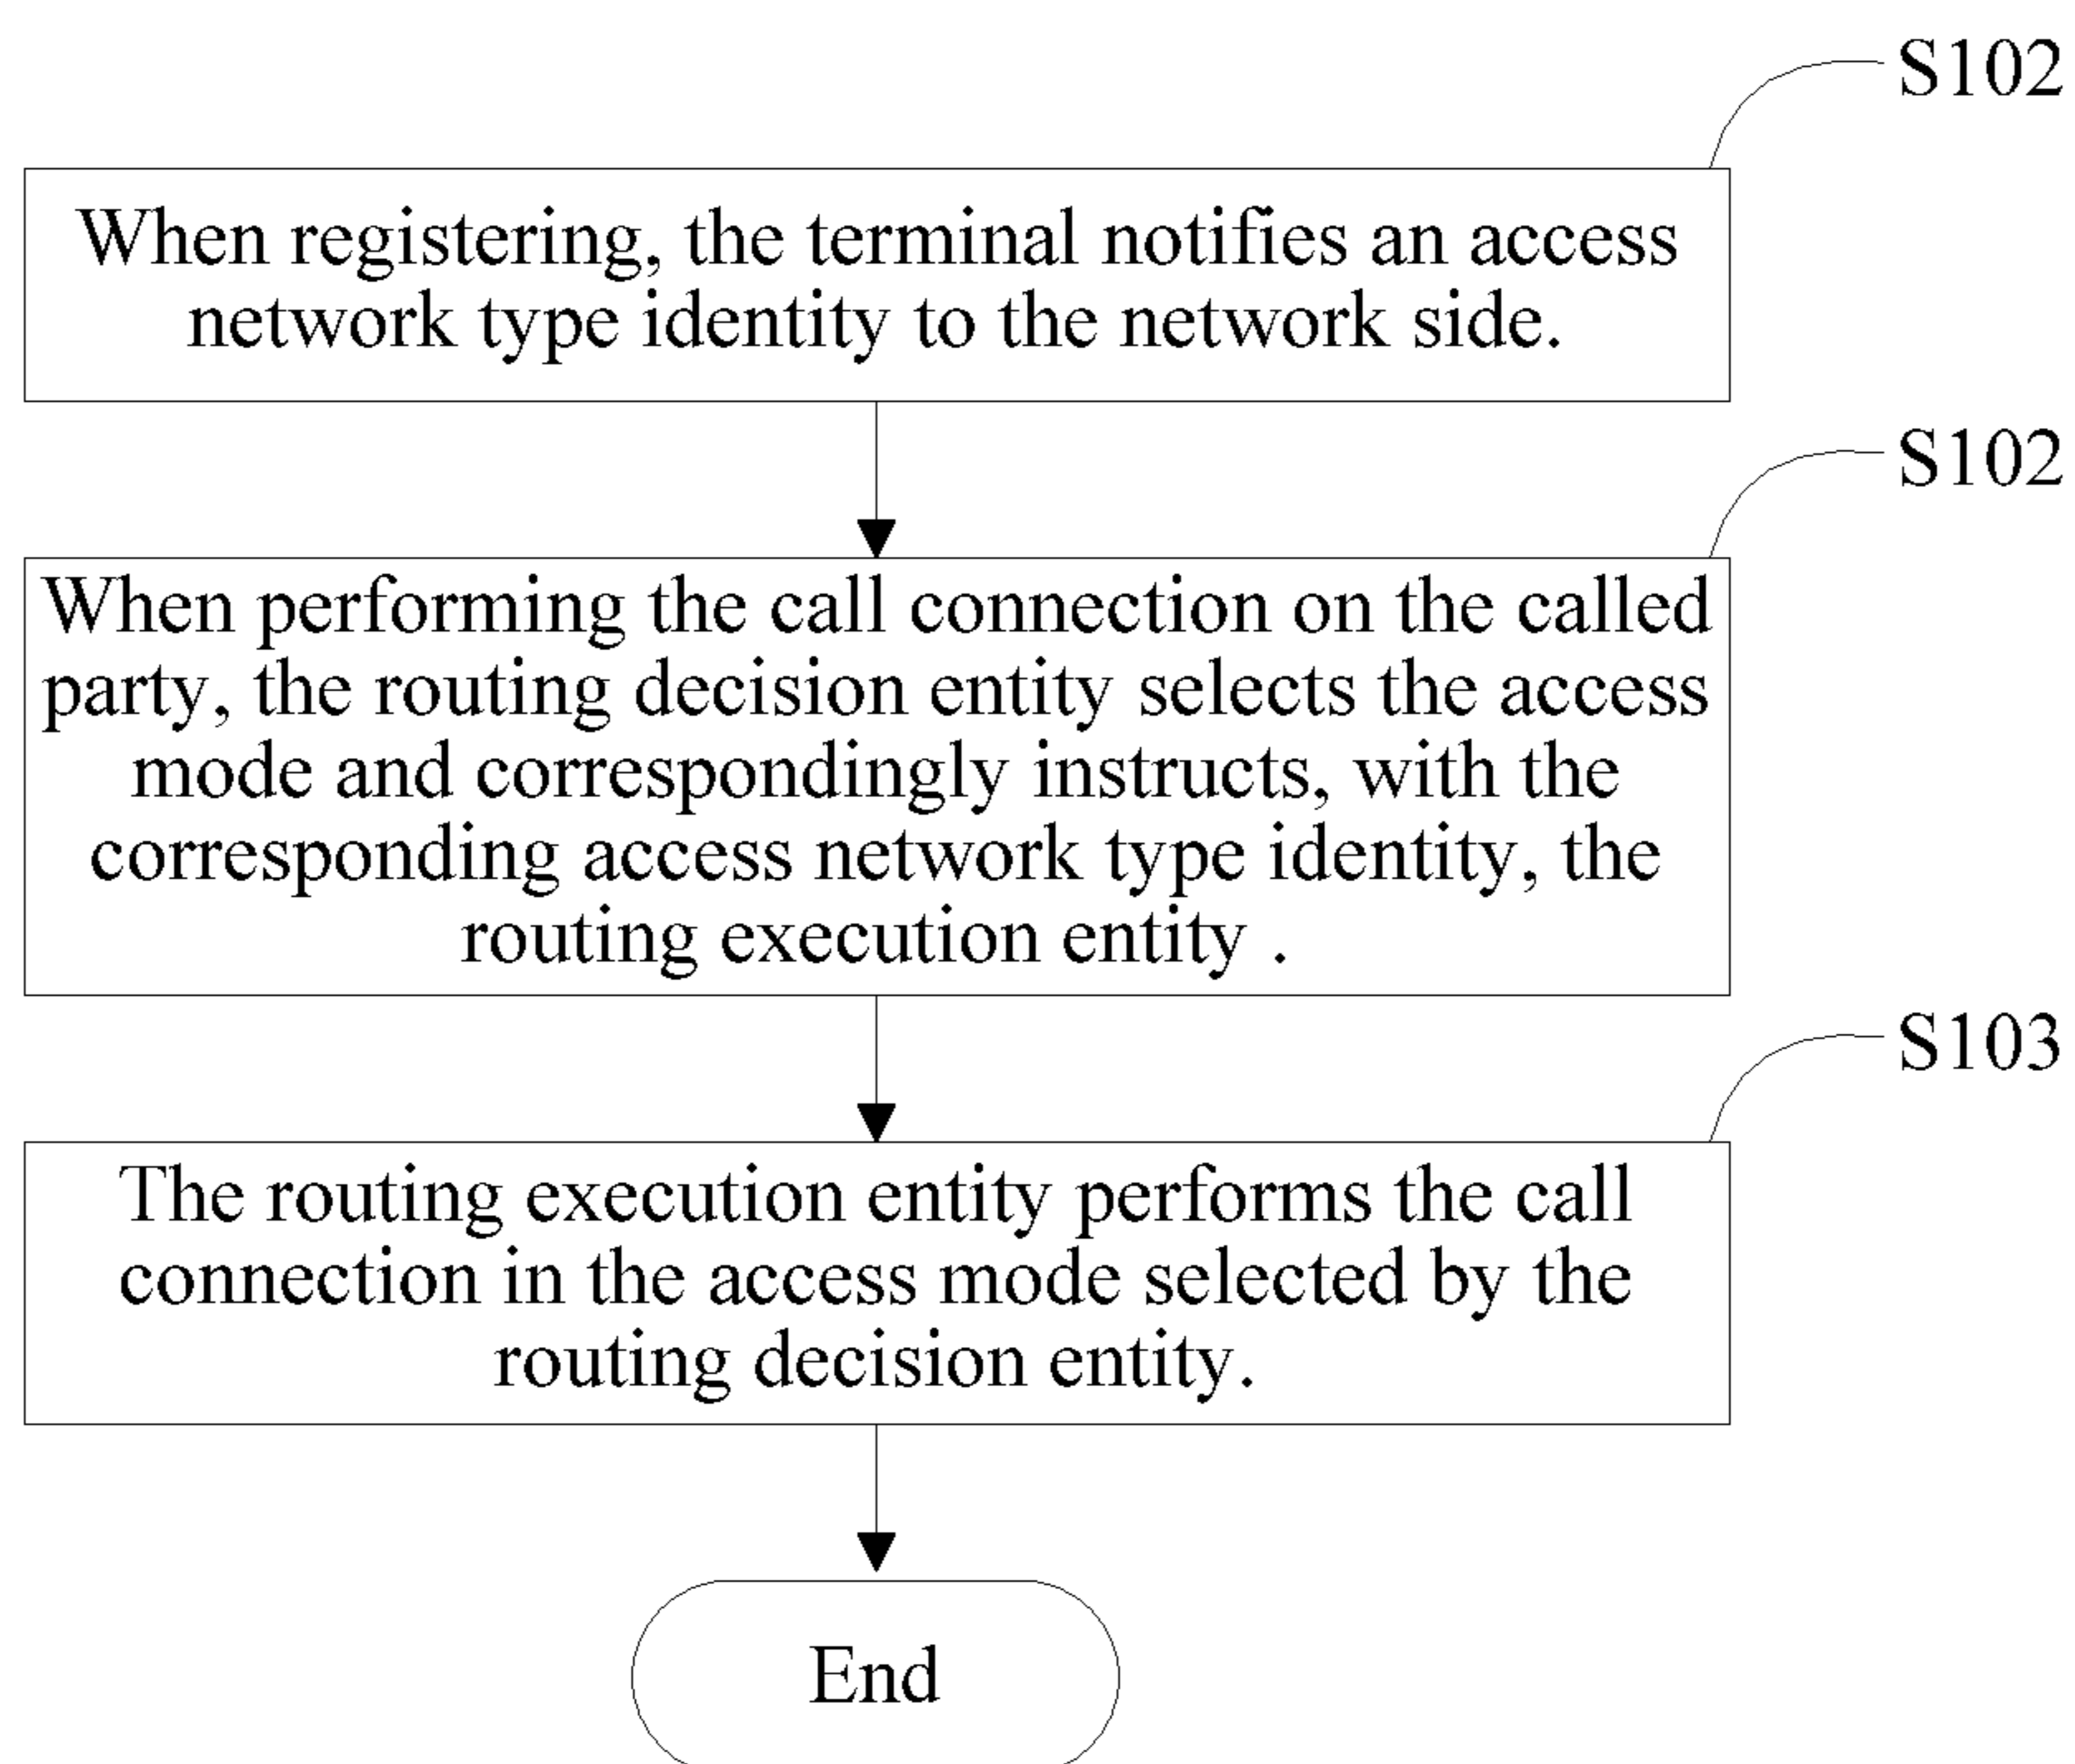 S102
When registering, the terminal notifies an access
network type identity to the network side.
S102
When performing the call connection on the called
party, the routing decision entity selects the access
mode and correspondingly instructs, with the
corresponding access network type identity, the
routing execution entity .
S103
The routing execution entity performs the call
connection in the access mode selected by the
routing decision entity.
End